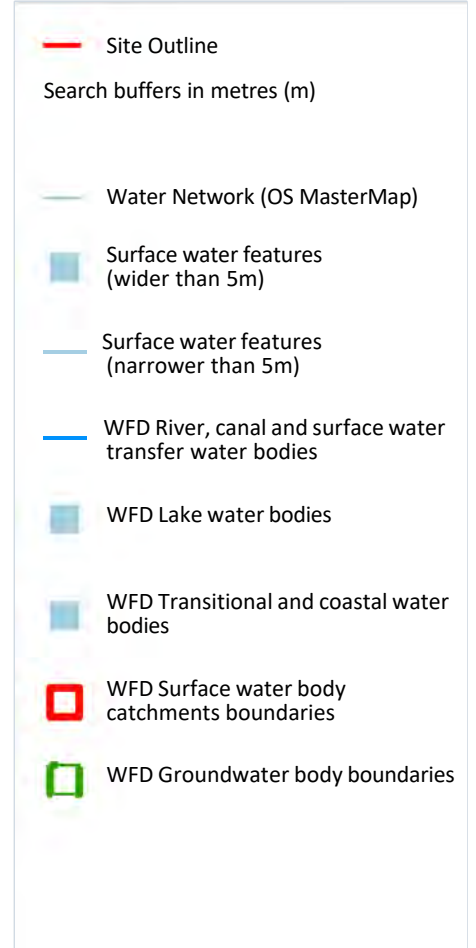 Site Outline
Search buffers in metres (m)
Water Network (OS MasterMap)
Surface water features
(wider than 5m)
Surface water features
(narrower than 5m)
WFD River, canal and surface water
transfer water bodies
WFD Lake water bodies
WFD Transitional and coastal water
bodies
WFD Surface water body
catchments boundaries
WFD Groundwater body boundaries